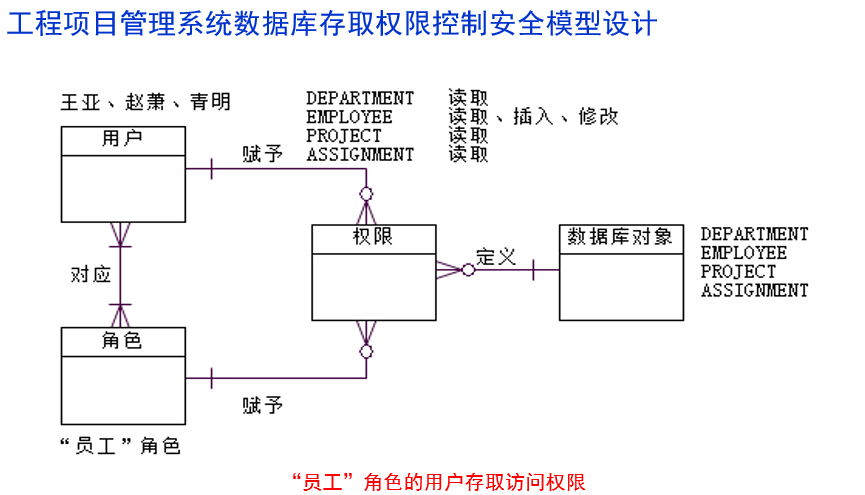 工程项目管理系统数据库存取权限控制安全模型设计
王亚、赵萧、青明
DEPARTMENT 读取
EMPLOYEE 读取、插入、修改
PROJECT 读取
ASSIGNMENT 读取
用户
赋予
权限
定义
数据库对象
DEPARTMENT
EMPLOYEE
PROJECT
ASSIGNMENT
对应
角色
赋予
“员工”角色
“员工”角色的用户存取访问权限